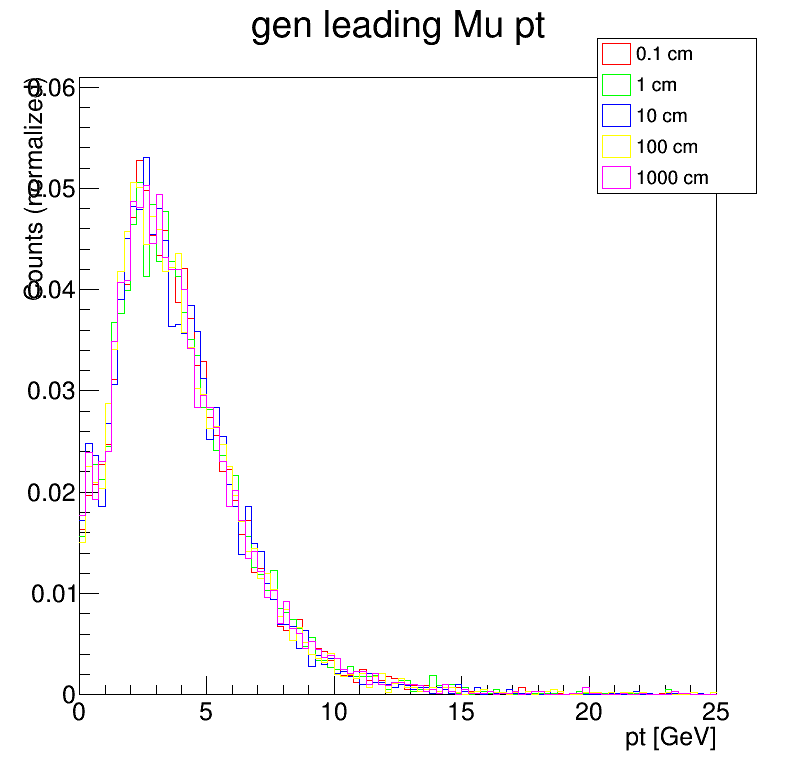 gen leading Mu pt
0.1 cm
1 cm
10 cm
100 cm
1000 cm
Counts (normalized)
0.06
0.05
0.04
0.03
0.02
0.01
0
0 5 10 15 20 25
pt [GeV]